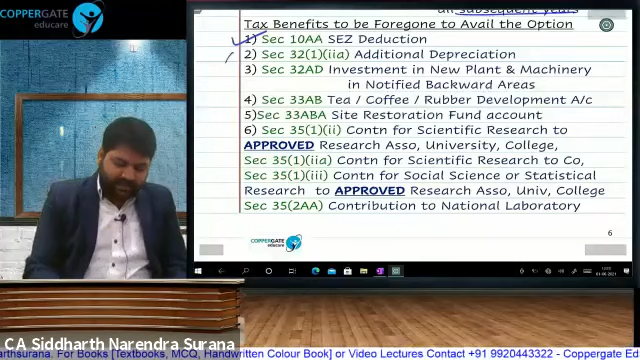 COPPERGATE
educare
all subsequent years
Tax Benefits to be Foregone to Avail the Option
1) Sec 10AA SEZ Deduction
2) Sec 32(1)(iia) Additional Depreciation
3) Sec 32AD Investment in New Plant & Machinery
in Notified Backward Areas
4) Sec 33AB Tea / Coffee / Rubber Development A/c
5)Sec 33ABA Site Restoration Fund account
6) Sec 35(1)(ii) Contn for Scientific Research to
APPROVED Research Asso, University, College,
Sec 35(1)(iia) Contn for Scientific Research to Co,
Sec 35(1)(iii) Contn for Social Science or Statistical
Research to APPROVED Research Asso, Univ, College
Sec 35(2AA) Contribution to National Laboratory
COPPERGATE
educare
6
01-06-2021
CA Siddharth Narendra Surana
arthsurana. For Books [Textbooks, MCQ, Handwritten Colour Book] or Video Lectures Contact +91 9920443322 - Coppergate Ed